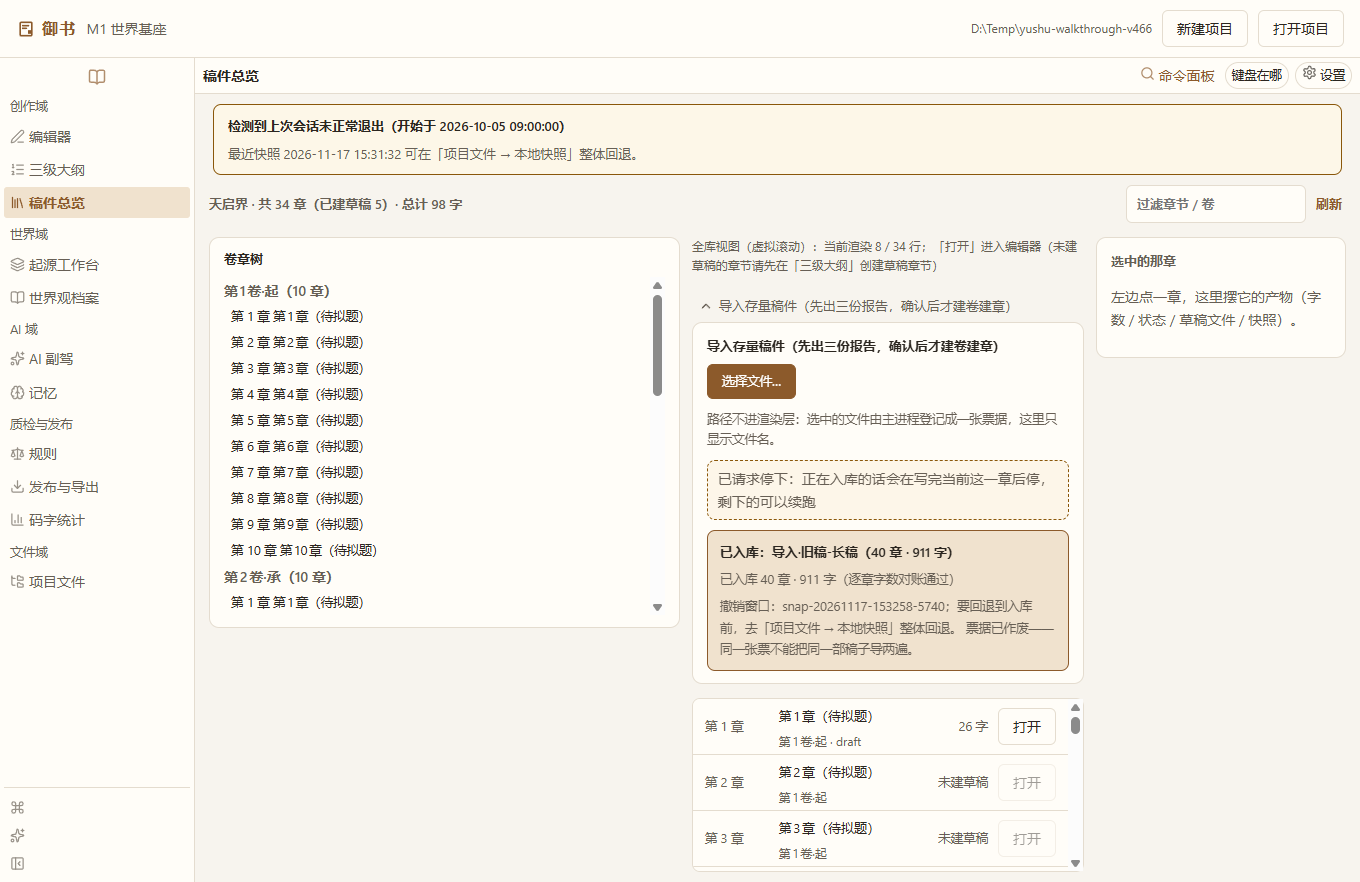 御书 M1 世界基座
D:\Temp\yushu-walkthrough-v466 新建项目 打开项目
创作域
编辑器
三级大纲
稿件总览
世界域
起源工作台
世界观档案
AI 域
AI 副驾
记忆
质检与发布
规则
发布与导出
码字统计
文件域
项目文件
稿件总览
命令面板 键盘在哪 设置
检测到上次会话未正常退出（开始于 2026-10-05 09:00:00）
最近快照 2026-11-17 15:31:32 可在「项目文件 → 本地快照」整体回退。
天启界 · 共 34 章（已建草稿 5）· 总计 98 字
过滤章节 / 卷 刷新
卷章树
第1卷·起（10 章）
第 1 章 第1章（待拟题）
第 2 章 第2章（待拟题）
第 3 章 第3章（待拟题）
第 4 章 第4章（待拟题）
第 5 章 第5章（待拟题）
第 6 章 第6章（待拟题）
第 7 章 第7章（待拟题）
第 8 章 第8章（待拟题）
第 9 章 第9章（待拟题）
第 10 章 第10章（待拟题）
第2卷·承（10 章）
第 1 章 第1章（待拟题）
全库视图（虚拟滚动）：当前渲染 8 / 34 行；「打开」进入编辑器（未建
草稿的章节请先在「三级大纲」创建草稿章节）
导入存量稿件（先出三份报告，确认后才建卷建章）
导入存量稿件（先出三份报告，确认后才建卷建章）
选择文件...
路径不进渲染层：选中的文件由主进程登记成一张票据，这里只
显示文件名。
已请求停下：正在入库的话会在写完当前这一章后停，
剩下的可以续跑
已入库：导入·旧稿-长稿（40 章 · 911 字）
已入库 40 章 · 911 字（逐章字数对账通过）
撤销窗口：snap-20261117-153258-5740；要回退到入库
前，去「项目文件 → 本地快照」整体回退。 票据已作废——
同一张票不能把同一部稿子导两遍。
第 1 章 第1章（待拟题） 26 字 打开
第1卷·起 · draft
第 2 章 第2章（待拟题） 未建草稿 打开
第1卷·起
第 3 章 第3章（待拟题） 未建草稿 打开
第1卷·起
选中的那章
左边点一章，这里摆它的产物（字
数 / 状态 / 草稿文件 / 快照）。